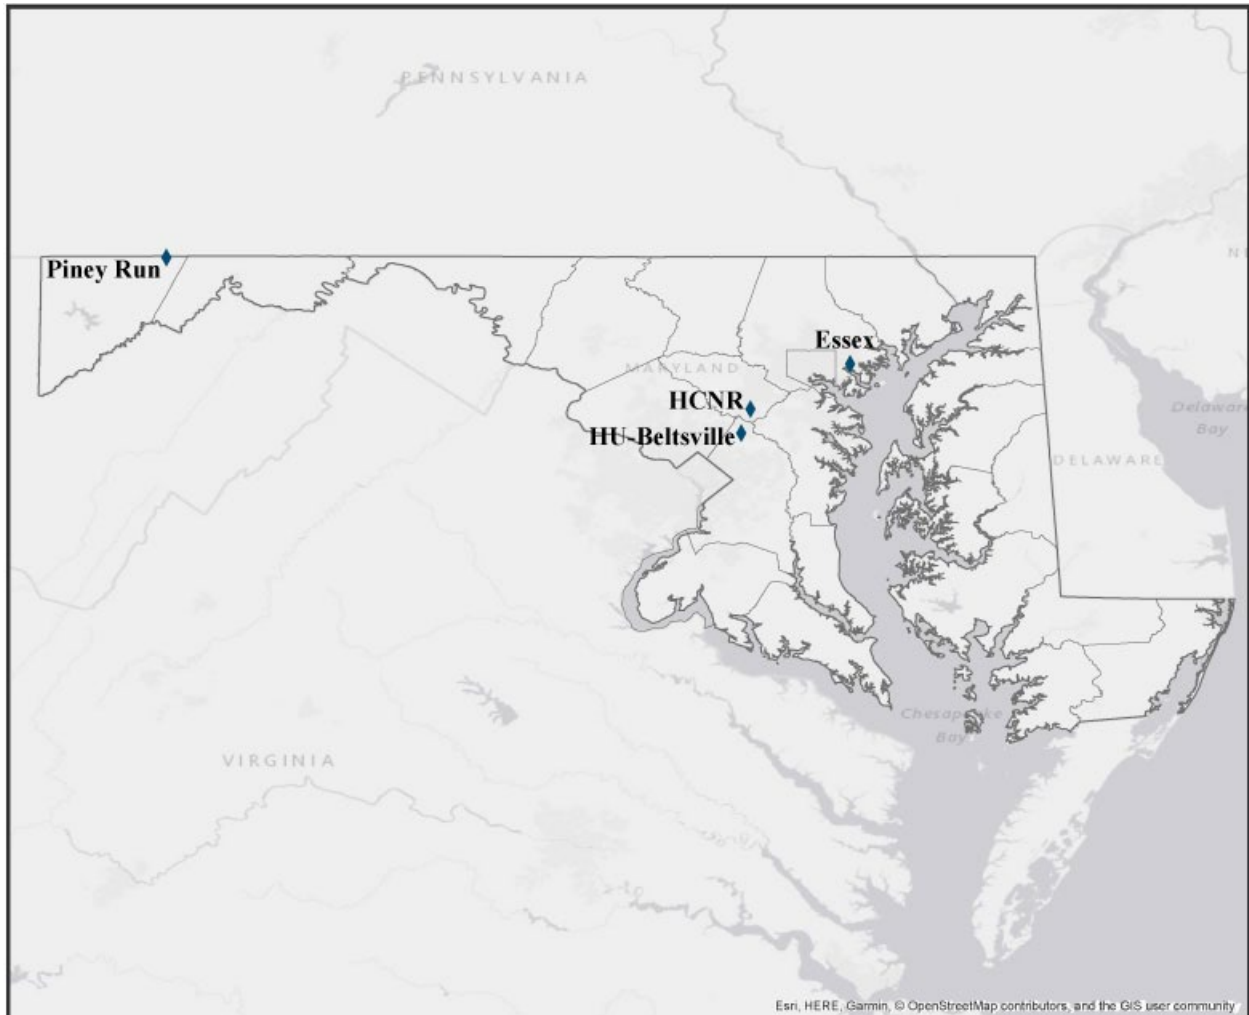 PENNSYLVANIA
NE
Piney Run
Essex
MARYLAND
HCNR
Delaware
Bay
HU-Beltsville
DELAWARE
Chesapeake
Bay
VIRGINIA
Esri, HERE, Garmin, © OpenStreetMap contributors, and the GIS user community